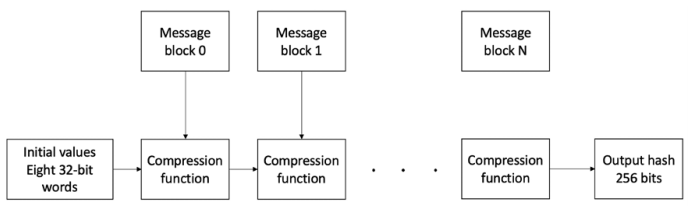 Message
block 0
Message
block 1
Message
block N
Initial values
Eight 32-bit
words
Compression
function
Compression
function
. . .
Compression
function
Output hash
256 bits